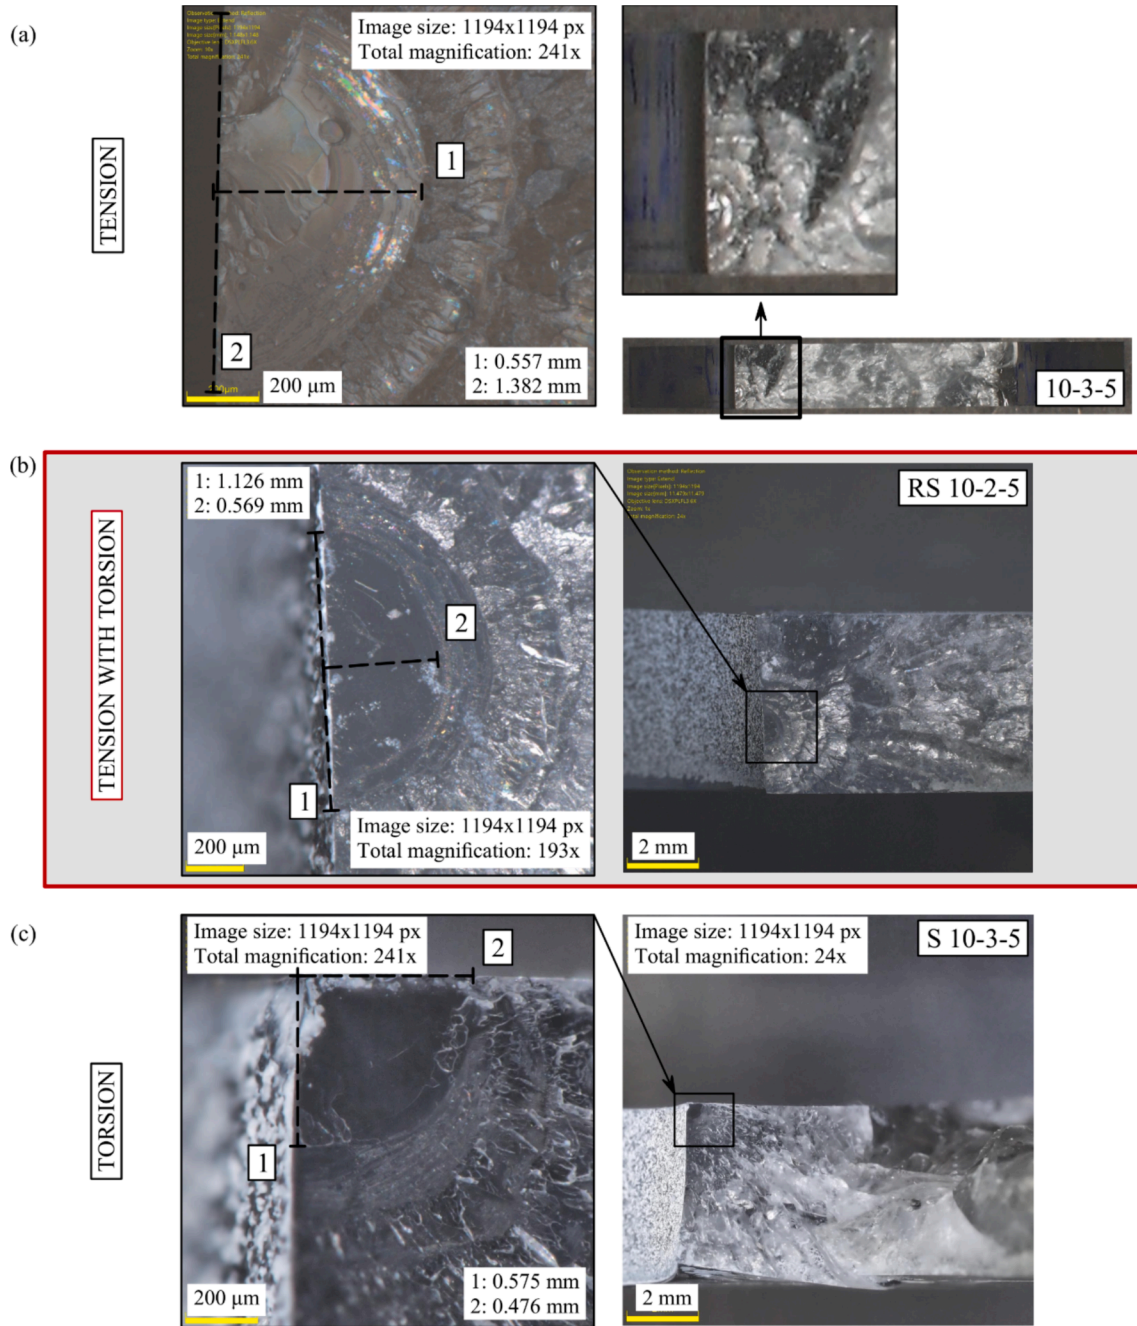 (a)
TENSION
Image size: 1194x1194 px
Total magnification: 241x
1
2
200 μm
1: 0.557 mm
2: 1.382 mm
10-3-5
(b)
TENSION WITH TORSION
1: 1.126 mm
2: 0.569 mm
2
1
200 μm
Image size: 1194x1194 px
Total magnification: 193x
RS 10-2-5
2 mm
(c)
TORSION
Image size: 1194x1194 px
Total magnification: 241x
2
1
200 μm
1: 0.575 mm
2: 0.476 mm
Image size: 1194x1194 px
Total magnification: 24x
S 10-3-5
2 mm